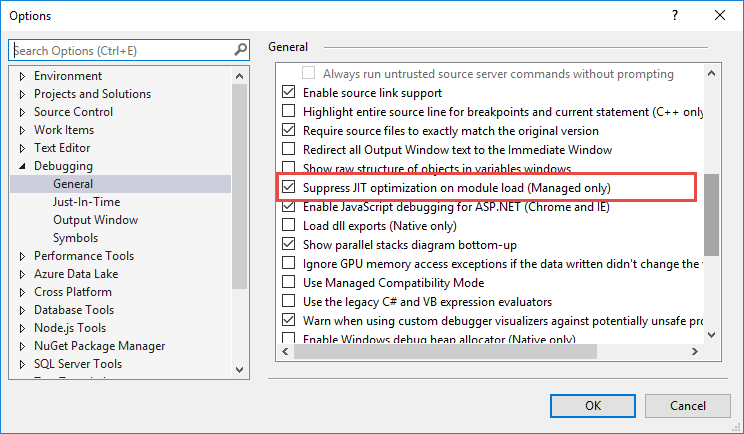 Options
Search Options (Ctrl+E)
Environment
Projects and Solutions
Source Control
Work Items
Text Editor
Debugging
General
Just-In-Time
Output Window
Symbols
Performance Tools
Azure Data Lake
Cross Platform
Database Tools
Node.js Tools
NuGet Package Manager
SQL Server Tools
General
Always run untrusted source server commands without prompting
Enable source link support
Highlight entire source line for breakpoints and current statement (C++ only
Require source files to exactly match the original version
Redirect all Output Window text to the Immediate Window
Show raw structure of objects in variables windows
Suppress JIT optimization on module load (Managed only)
Enable JavaScript debugging for ASP.NET (Chrome and IE)
Load dll exports (Native only)
Show parallel stacks diagram bottom-up
Ignore GPU memory access exceptions if the data written didn't change the
Use Managed Compatibility Mode
Use the legacy C# and VB expression evaluators
Warn when using custom debugger visualizers against potentially unsafe pro
Enable Windows debug heap allocator (Native only)
OK
Cancel